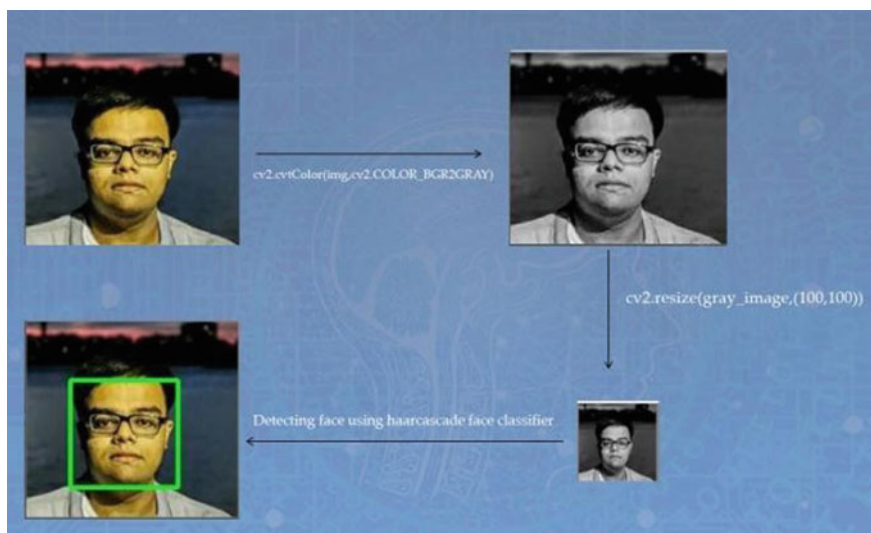 cv2.cvtColor(img,cv2.COLOR_BGR2GRAY)
cv2.resize(gray_image,(100,100))
Detecting face using haarcascade face classifier